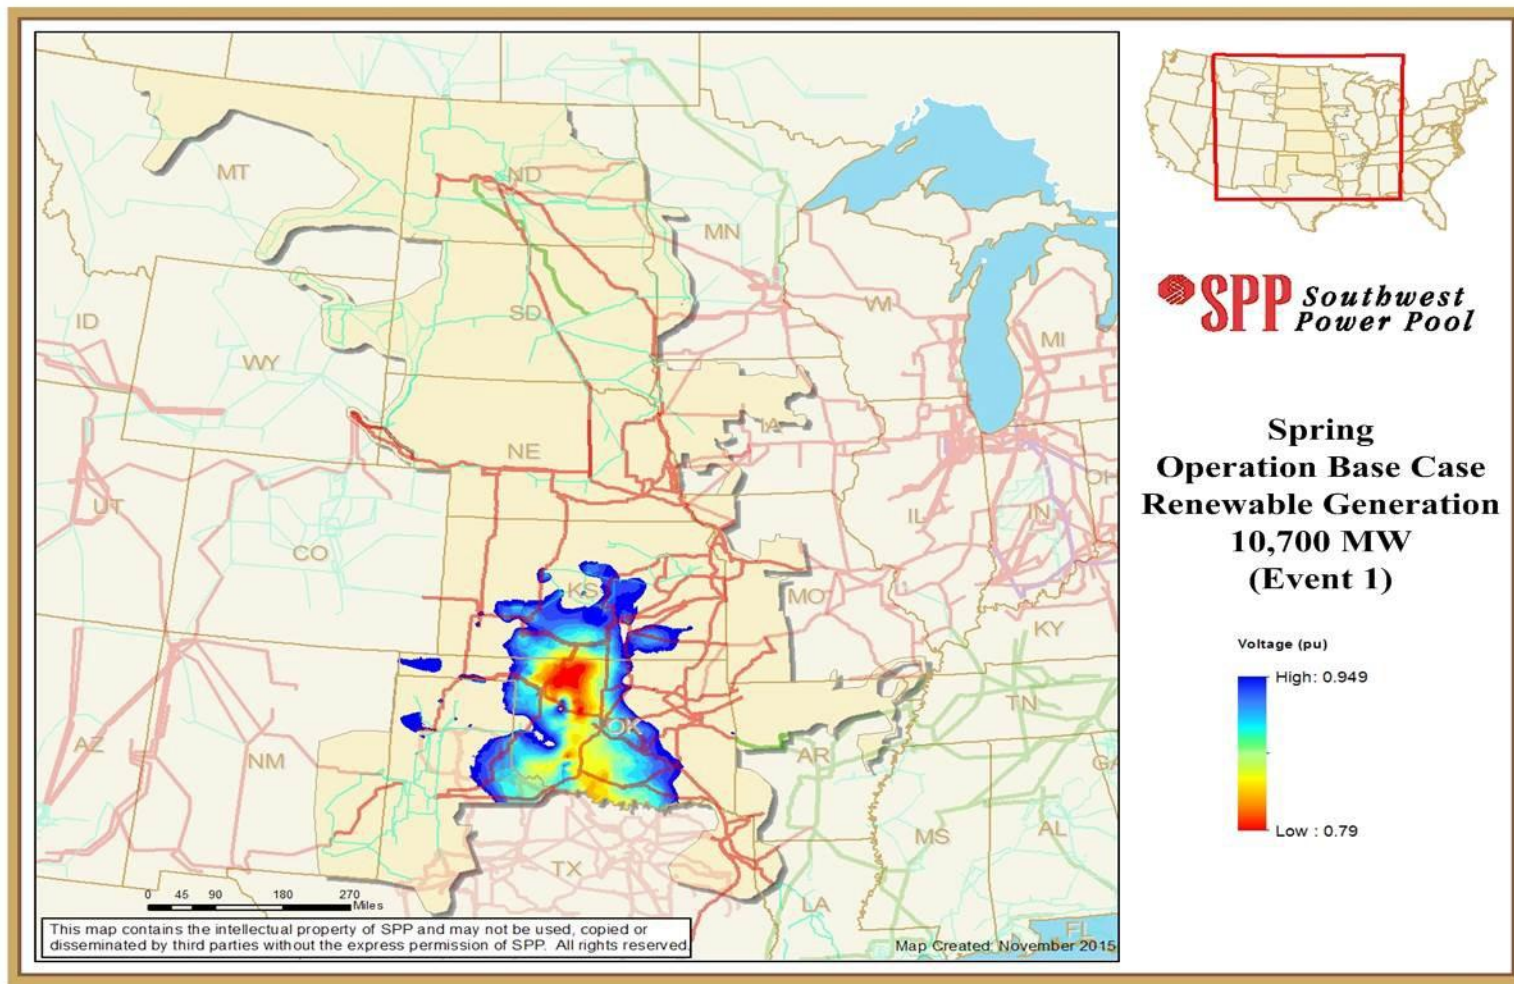 MT
ND
MN
ID
WY
SD
WI
MI
NE
IA
UT
CO
KS
IL
IN
OH
MO
KY
AZ
NM
OK
AR
TN
GA
TX
MS
AL
LA
FL
0 45 90 180 270
Miles
This map contains the intellectual property of SPP and may not be used, copied or
disseminated by third parties without the express permission of SPP. All rights reserved.
Map Created: November 2015
SPP Southwest
Power Pool
Spring
Operation Base Case
Renewable Generation
10,700 MW
(Event 1)
Voltage (pu)
High: 0.949
Low : 0.79